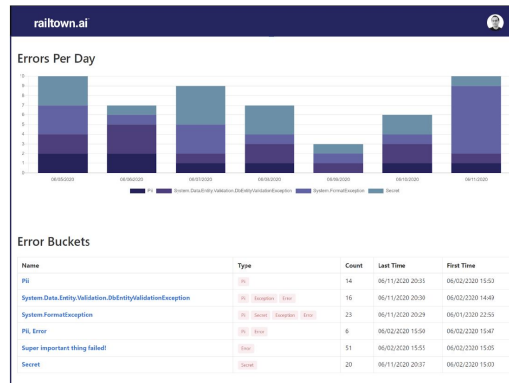 railtown.ai
Errors Per Day
10
9
8
7
6
5
4
3
2
1
0
06/05/2020 06/06/2020 06/07/2020 06/08/2020 06/09/2020 06/10/2020 06/11/2020
Pii System.Data.Entity.Validation.DbEntityValidationException System.FormatException Secret
Error Buckets
Name Type Count Last Time First Time
Pii Pii 14 06/11/2020 20:35 06/02/2020 15:53
System.Data.Entity.Validation.DbEntityValidationException Pii Exception Error 16 06/11/2020 20:30 06/02/2020 14:49
System.FormatException Pii Secret Exception Error 23 06/11/2020 20:29 06/01/2020 22:55
Pii, Error Pii Error 6 06/02/2020 15:50 06/02/2020 15:47
Super important thing failed! Error 51 06/02/2020 15:55 06/02/2020 15:05
Secret Secret 20 06/11/2020 20:37 06/02/2020 15:03